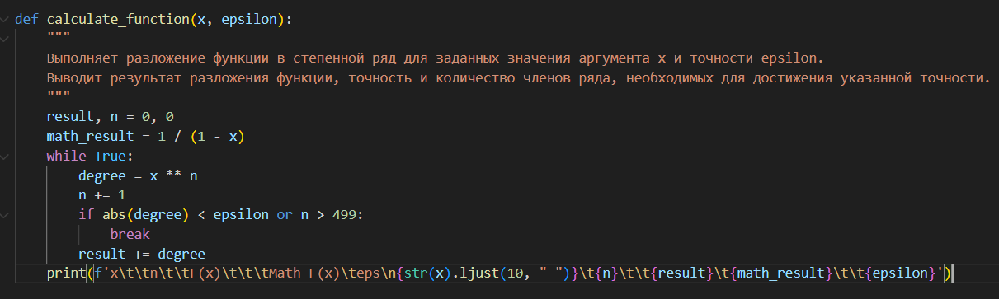 def calculate_function(x, epsilon):
    """
    Выполняет разложение функции в степенной ряд для заданных значения аргумента x и точности epsilon.
    Выводит результат разложения функции, точность и количество членов ряда, необходимых для достижения указанной точности.
    """
    result, n = 0, 0
    math_result = 1 / (1 - x)
    while True:
        degree = x ** n
        n += 1
        if abs(degree) < epsilon or n > 499:
            break
        result += degree
    print(f'x\t\tn\t\tF(x)\t\t\tMath F(x)\teps\n{str(x).ljust(10, " ")}\t{n}\t\t{result}\t{math_result}\t\t{epsilon}')